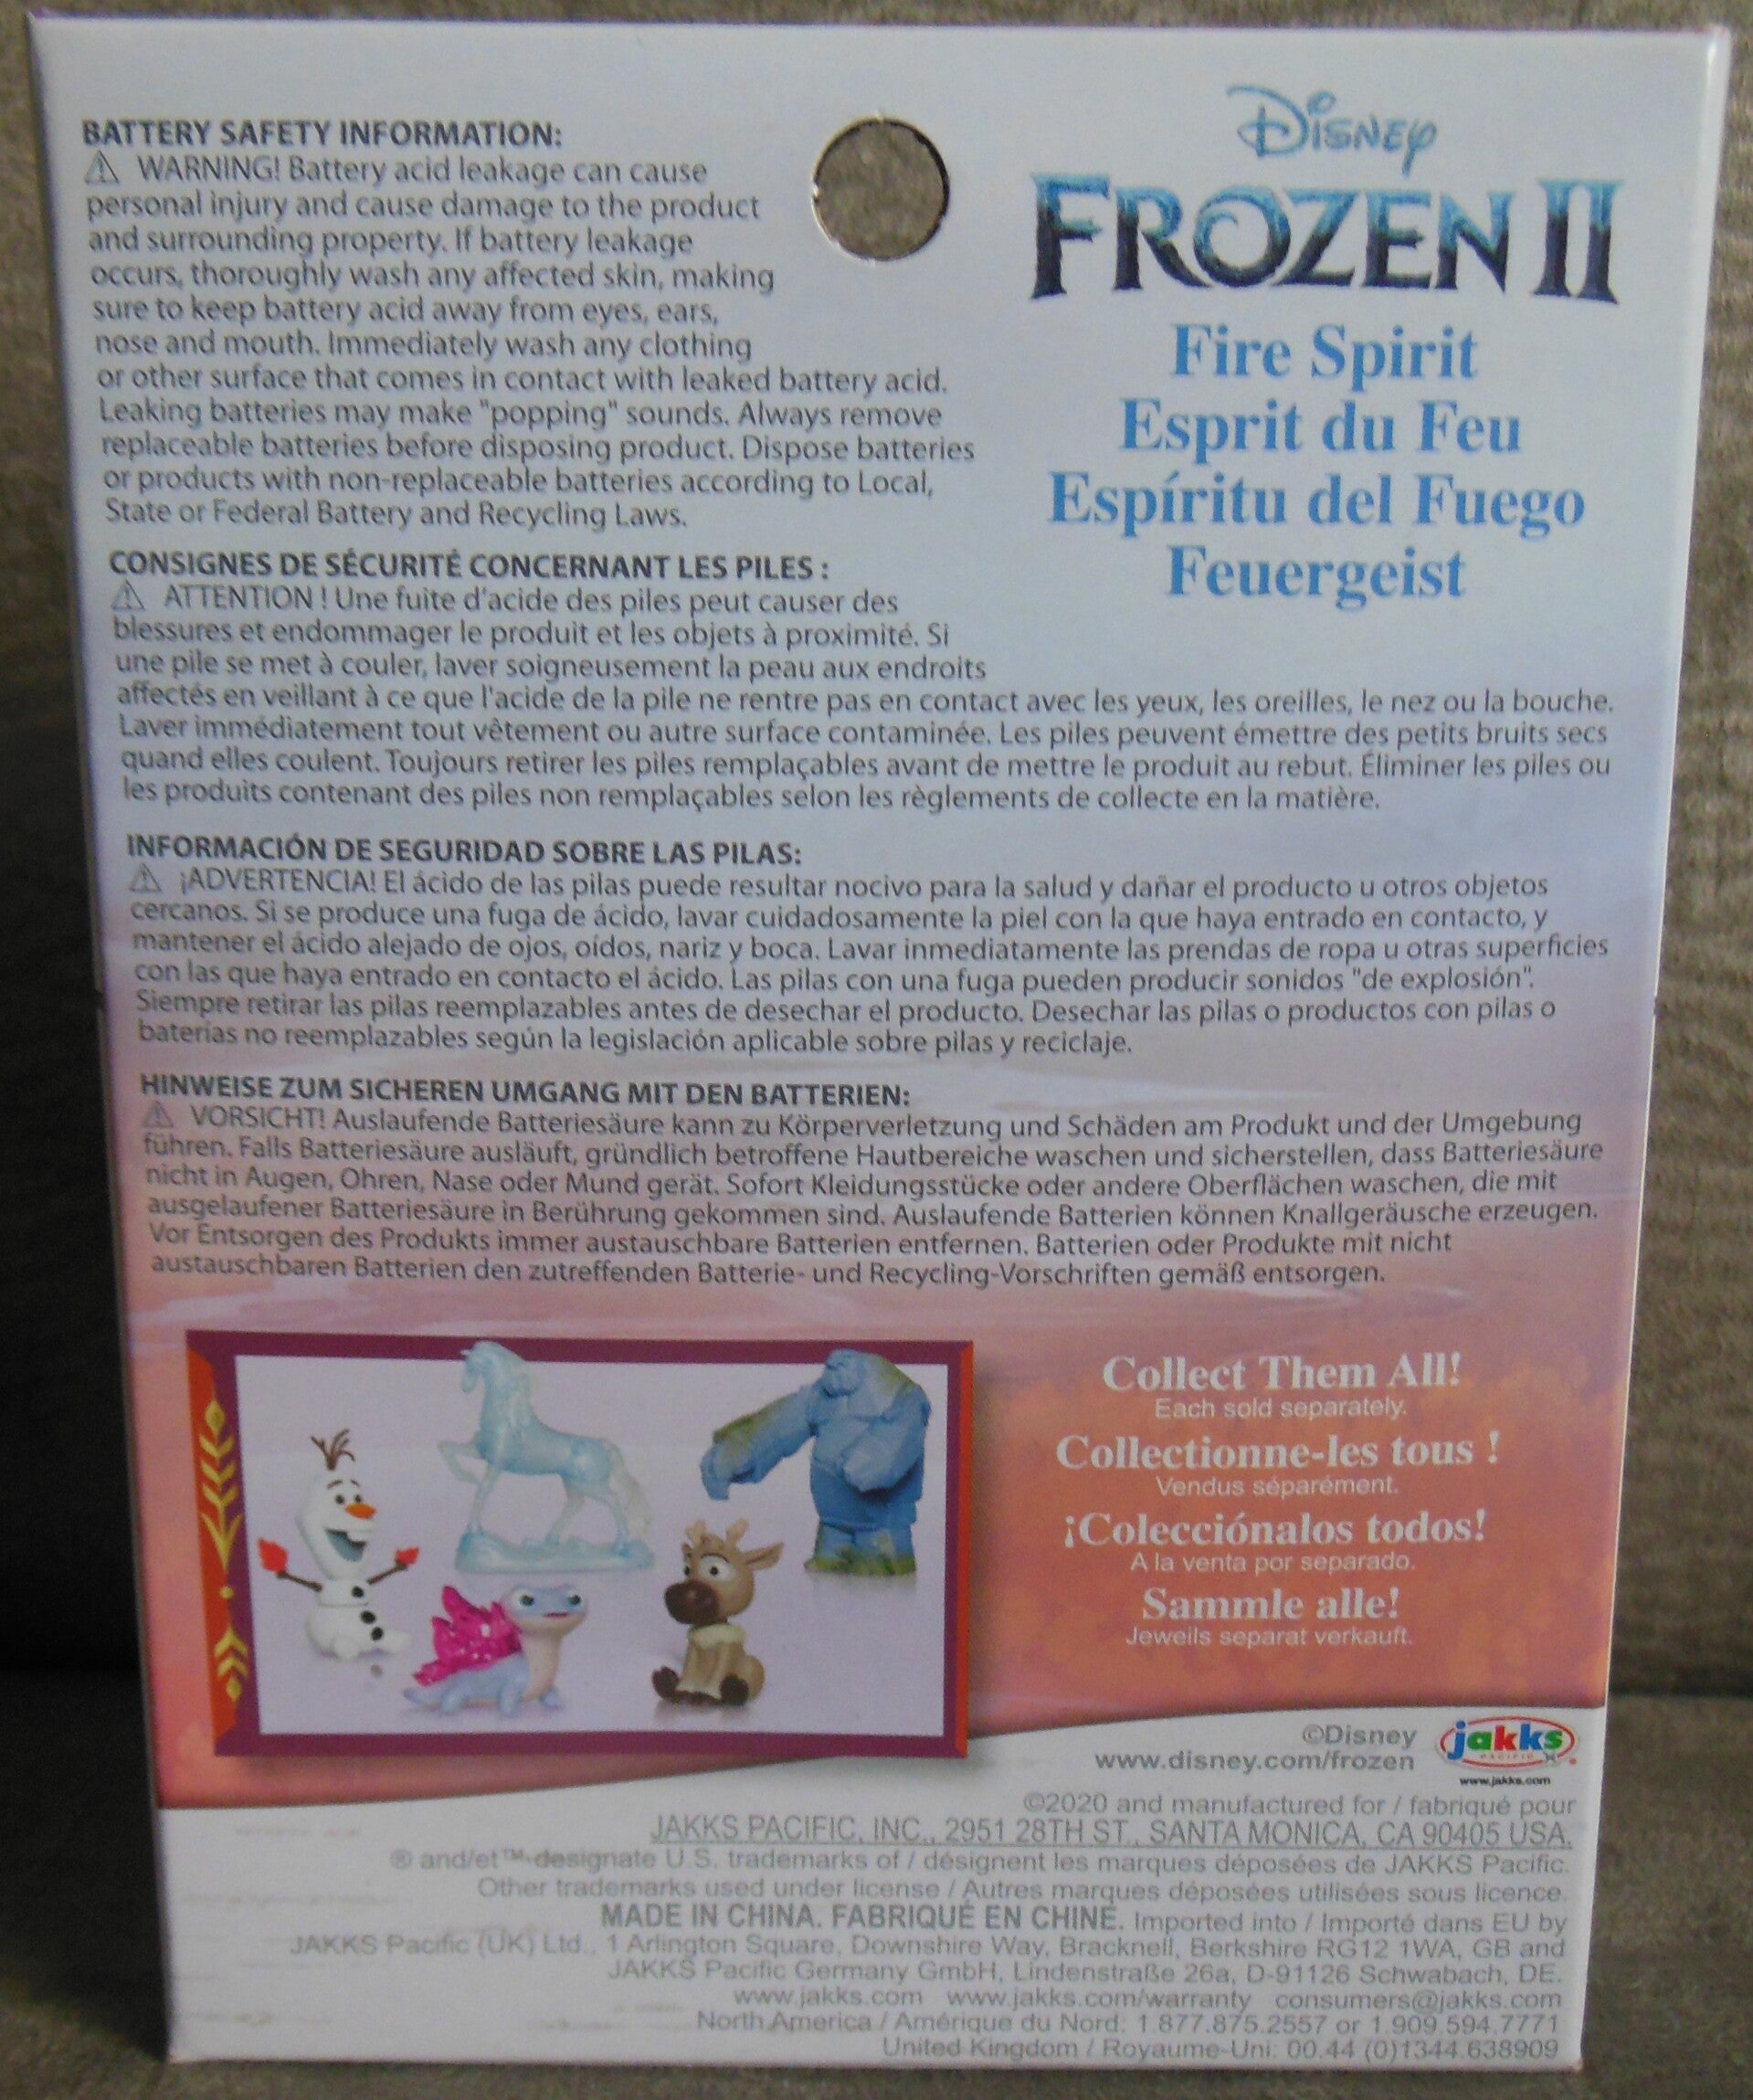 BATTERY SAFETY INFORMATION:
⚠ WARNING! Battery acid leakage can cause
personal injury and cause damage to the product
and surrounding property. If battery leakage
occurs, thoroughly wash any affected skin, making
sure to keep battery acid away from eyes, ears,
nose and mouth. Immediately wash any clothing
or other surface that comes in contact with leaked battery acid.
Leaking batteries may make "popping" sounds. Always remove
replaceable batteries before disposing product. Dispose batteries
or products with non-replaceable batteries according to Local,
State or Federal Battery and Recycling Laws.
Disney
FROZEN II
Fire Spirit
Esprit du Feu
Espíritu del Fuego
Feuergeist
CONSIGNES DE SÉCURITÉ CONCERNANT LES PILES :
⚠ ATTENTION ! Une fuite d'acide des piles peut causer des
blessures et endommager le produit et les objets à proximité. Si
une pile se met à couler, laver soigneusement la peau aux endroits
affectés en veillant à ce que l'acide de la pile ne rentre pas en contact avec les yeux, les oreilles, le nez ou la bouche.
Laver immédiatement tout vêtement ou autre surface contaminée. Les piles peuvent émettre des petits bruits secs
quand elles coulent. Toujours retirer les piles remplaçables avant de mettre le produit au rebut. Éliminer les piles ou
les produits contenant des piles non remplaçables selon les règlements de collecte en la matière.
INFORMACIÓN DE SEGURIDAD SOBRE LAS PILAS:
⚠ ¡ADVERTENCIA! El ácido de las pilas puede resultar nocivo para la salud y dañar el producto u otros objetos
cercanos. Si se produce una fuga de ácido, lavar cuidadosamente la piel con la que haya entrado en contacto, y
mantener el ácido alejado de ojos, oídos, nariz y boca. Lavar inmediatamente las prendas de ropa u otras superficies
con las que haya entrado en contacto el ácido. Las pilas con una fuga pueden producir sonidos "de explosión".
Siempre retirar las pilas reemplazables antes de desechar el producto. Desechar las pilas o productos con pilas o
baterías no reemplazables según la legislación aplicable sobre pilas y reciclaje.
HINWEISE ZUM SICHEREN UMGANG MIT DEN BATTERIEN:
⚠ VORSICHT! Auslaufende Batteriesäure kann zu Körperverletzung und Schäden am Produkt und der Umgebung
führen. Falls Batteriesäure ausläuft, gründlich betroffene Hautbereiche waschen und sicherstellen, dass Batteriesäure
nicht in Augen, Ohren, Nase oder Mund gerät. Sofort Kleidungsstücke oder andere Oberflächen waschen, die mit
ausgelaufener Batteriesäure in Berührung gekommen sind. Auslaufende Batterien können Knallgeräusche erzeugen.
Vor Entsorgen des Produkts immer austauschbare Batterien entfernen. Batterien oder Produkte mit nicht
austauschbaren Batterien den zutreffenden Batterie- und Recycling-Vorschriften gemäß entsorgen.
Collect Them All!
Each sold separately.
Collectionne-les tous !
Vendus séparément.
¡Colecciónalos todos!
A la venta por separado.
Sammle alle!
Jeweils separat verkauft.
©Disney
www.disney.com/frozen
jakks
PACIFIC
www.jakks.com
©2020 and manufactured for / fabriqué pour
JAKKS PACIFIC, INC., 2951 28TH ST., SANTA MONICA, CA 90405 USA.
® and/et ™ designate U.S. trademarks of / désignent les marques déposées de JAKKS Pacific.
Other trademarks used under license / Autres marques déposées utilisées sous licence.
MADE IN CHINA. FABRIQUÉ EN CHINE. Imported into / Importé dans EU by
JAKKS Pacific (UK) Ltd., 1 Arlington Square, Downshire Way, Bracknell, Berkshire RG12 1WA, GB and
JAKKS Pacific Germany GmbH, Lindenstraße 26a, D-91126 Schwabach, DE.
www.jakks.com www.jakks.com/warranty consumers@jakks.com
North America / Amérique du Nord: 1.877.875.2557 or 1.909.594.7771
United Kingdom / Royaume-Uni: 00.44 (0)1344.638909